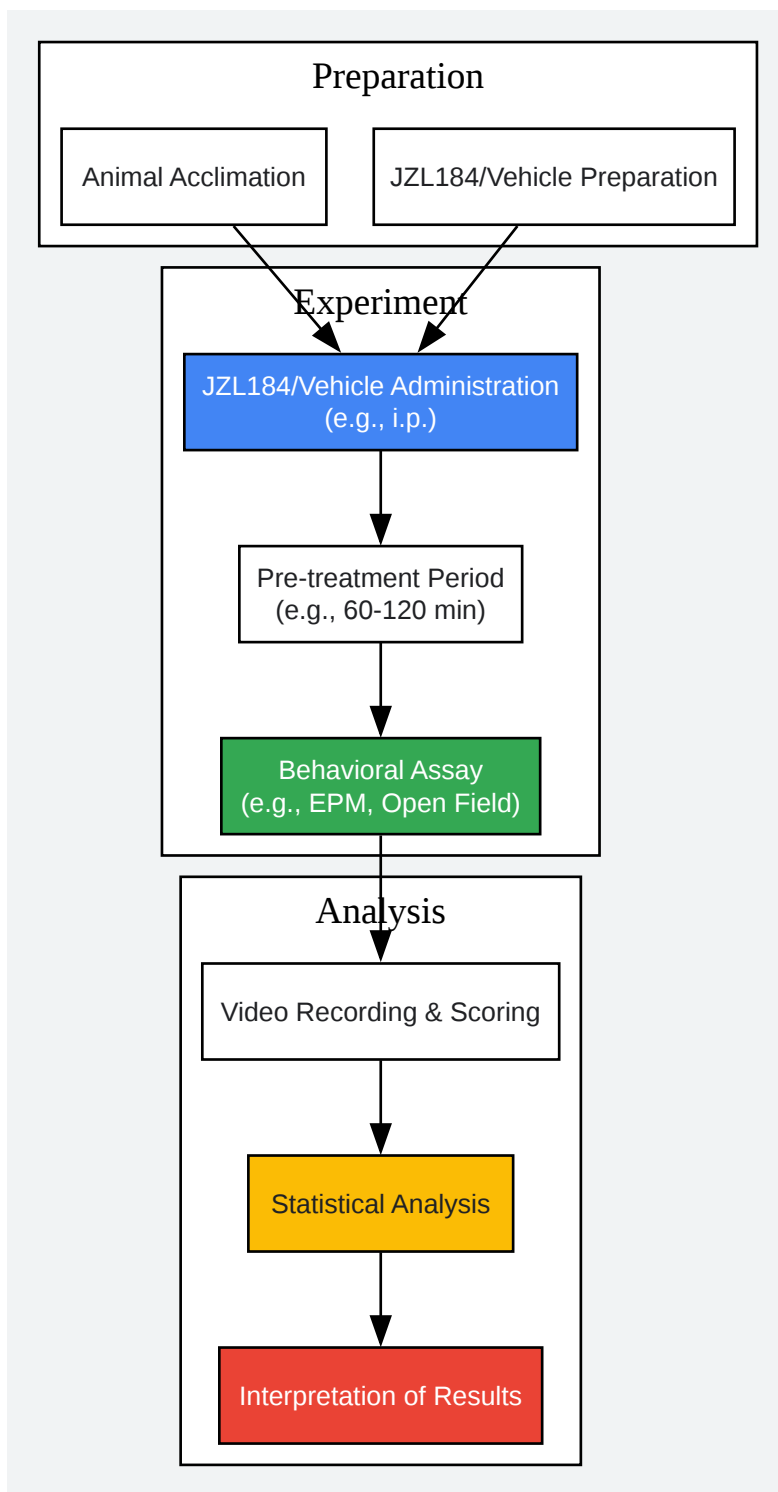 Preparation
Animal Acclimation
JZL184/Vehicle Preparation
Experiment
JZL184/Vehicle Administration
(e.g., i.p.)
Pre-treatment Period
(e.g., 60-120 min)
Behavioral Assay
(e.g., EPM, Open Field)
Analysis
Video Recording & Scoring
Statistical Analysis
Interpretation of Results